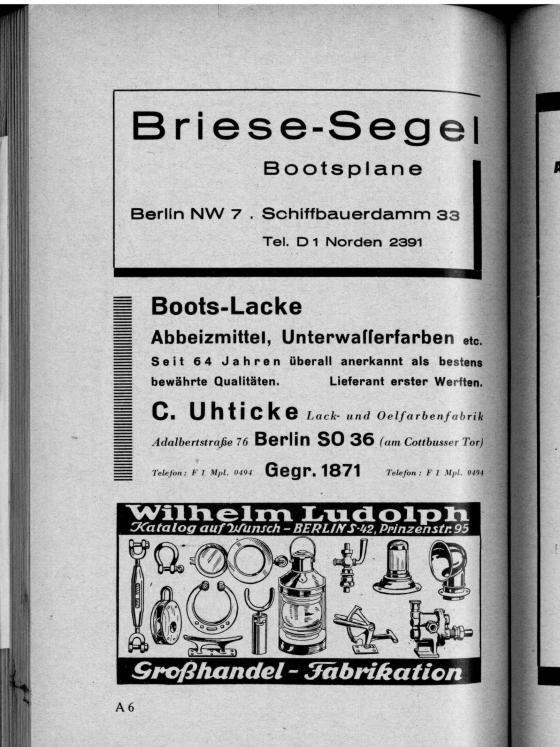 Briese-Segel
Bootsplane
Berlin NW 7 . Schiffbauerdamm 33
Tel. D 1 Norden 2391
Boots-Lacke
Abbeizmittel, Unterwaſſerfarben etc.
Seit 64 Jahren überall anerkannt als bestens
bewährte Qualitäten. Lieferant erster Werften.
C. Uhticke Lack- und Oelfarbenfabrik
Adalbertstraße 76 Berlin SO 36 (am Cottbusser Tor)
Telefon: F 1 Mpl. 0494 Gegr. 1871 Telefon: F 1 Mpl. 0494
Wilhelm Ludolph
Katalog auf Wunsch – BERLIN S·42, Prinzenstr. 95
Großhandel – Fabrikation
A 6